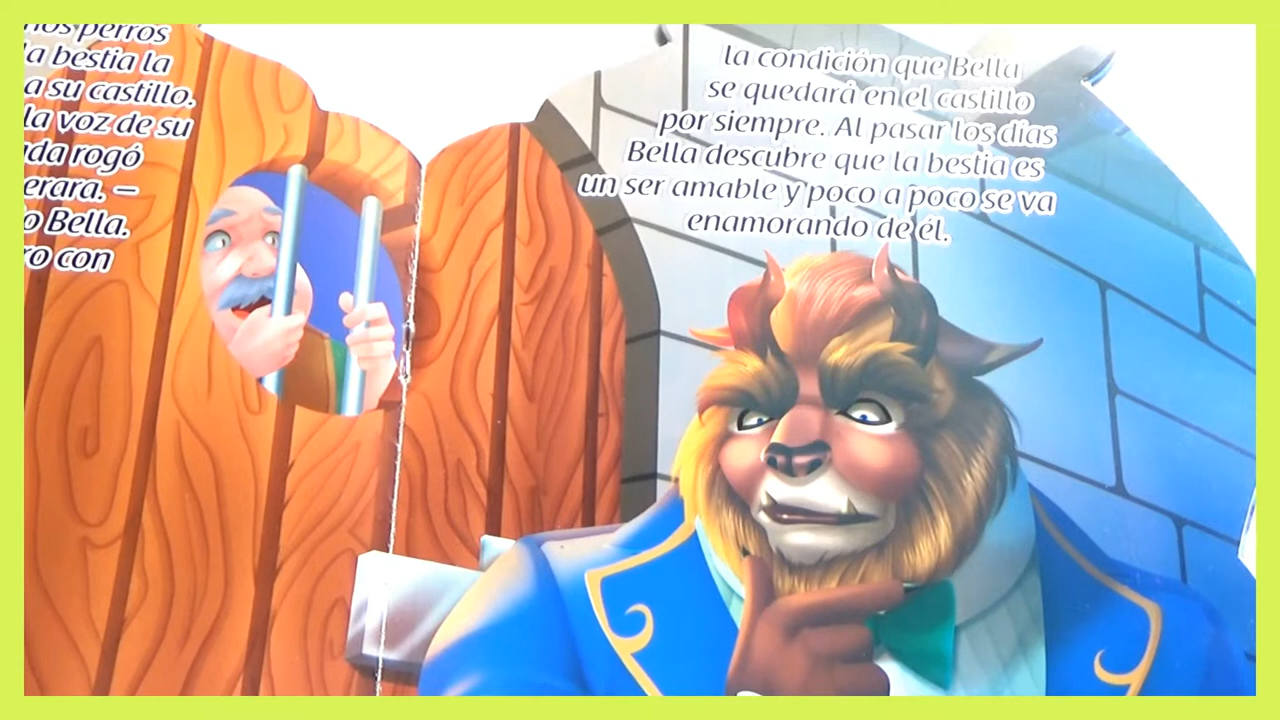 perros
la bestia la
a su castillo.
la voz de su
rogó
—
Bella.
con
la condición que Bella
se quedará en el castillo
por siempre. Al pasar los días
Bella descubre que la bestia es
un ser amable y poco a poco se va
enamorando de él.